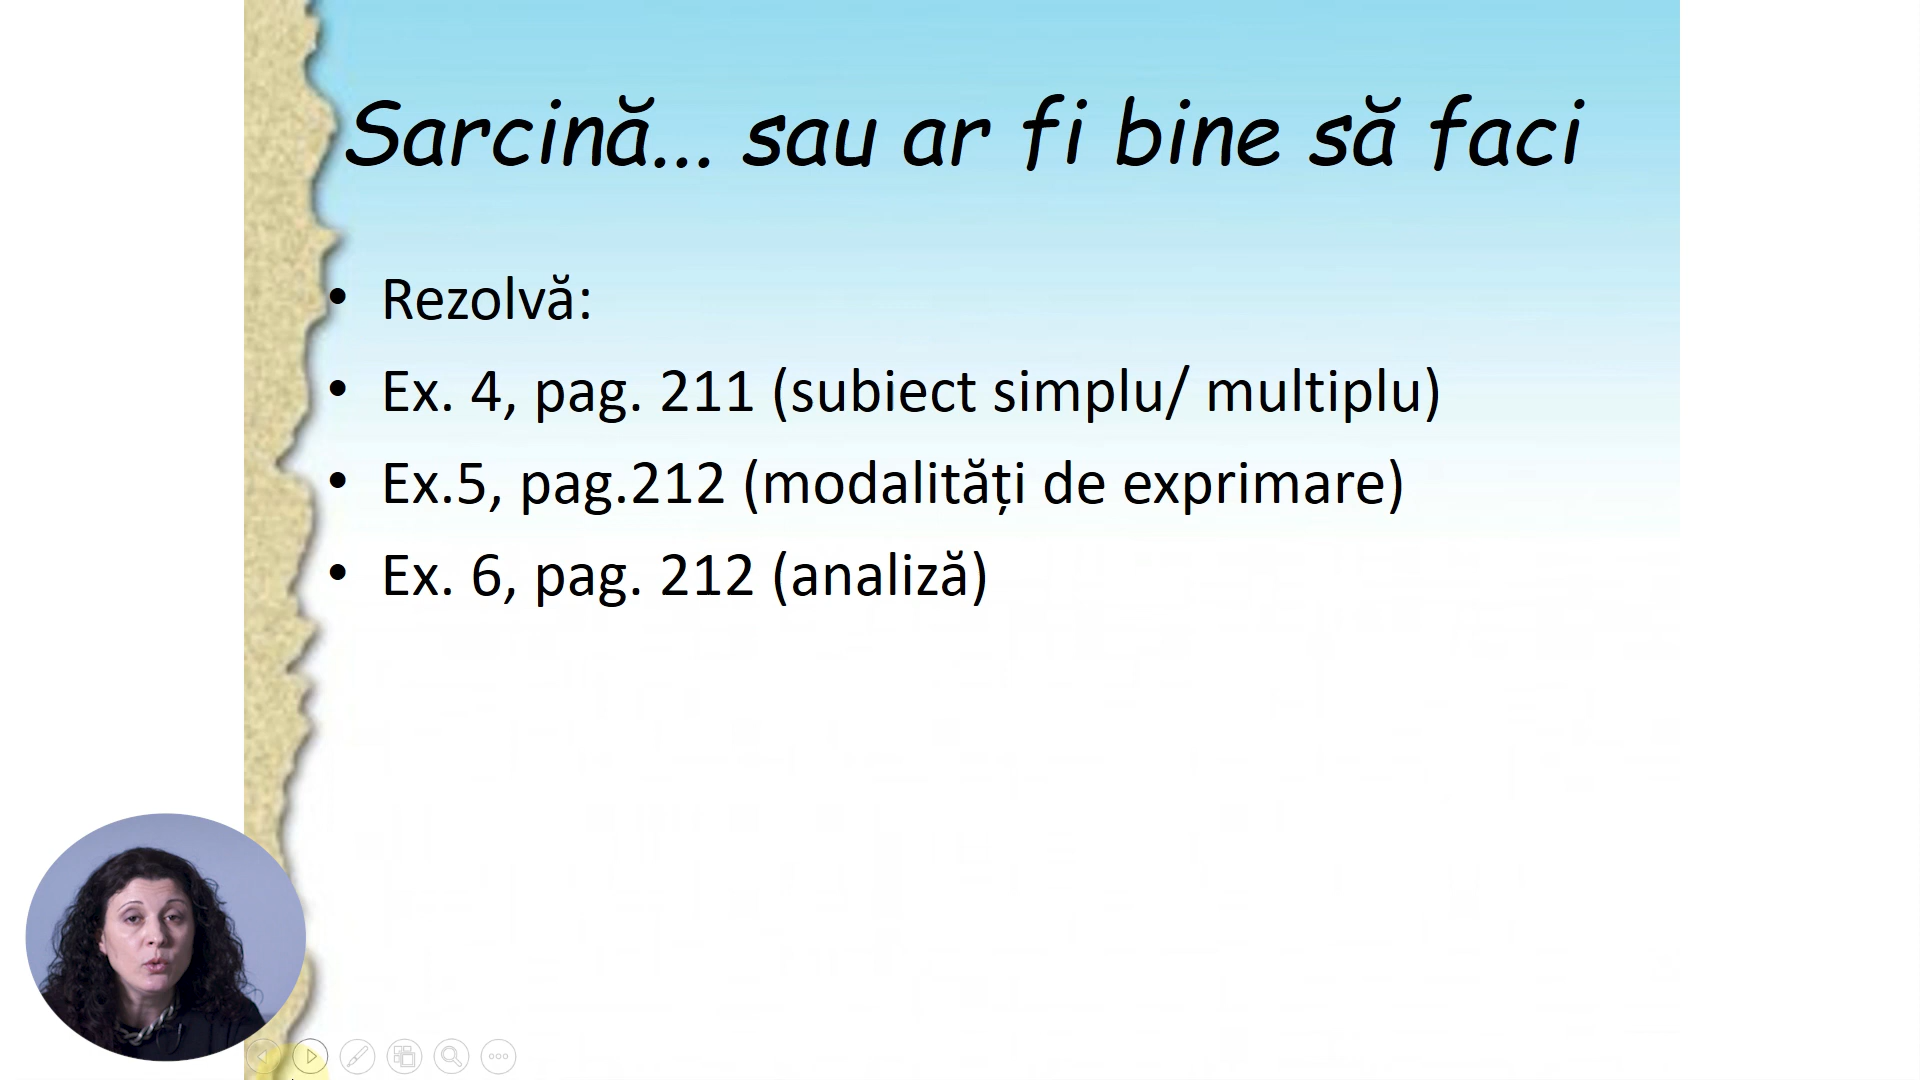 Sarcină... sau ar fi bine să faci
• Rezolvă:
• Ex. 4, pag. 211 (subiect simplu/ multiplu)
• Ex.5, pag.212 (modalități de exprimare)
• Ex. 6, pag. 212 (analiză)